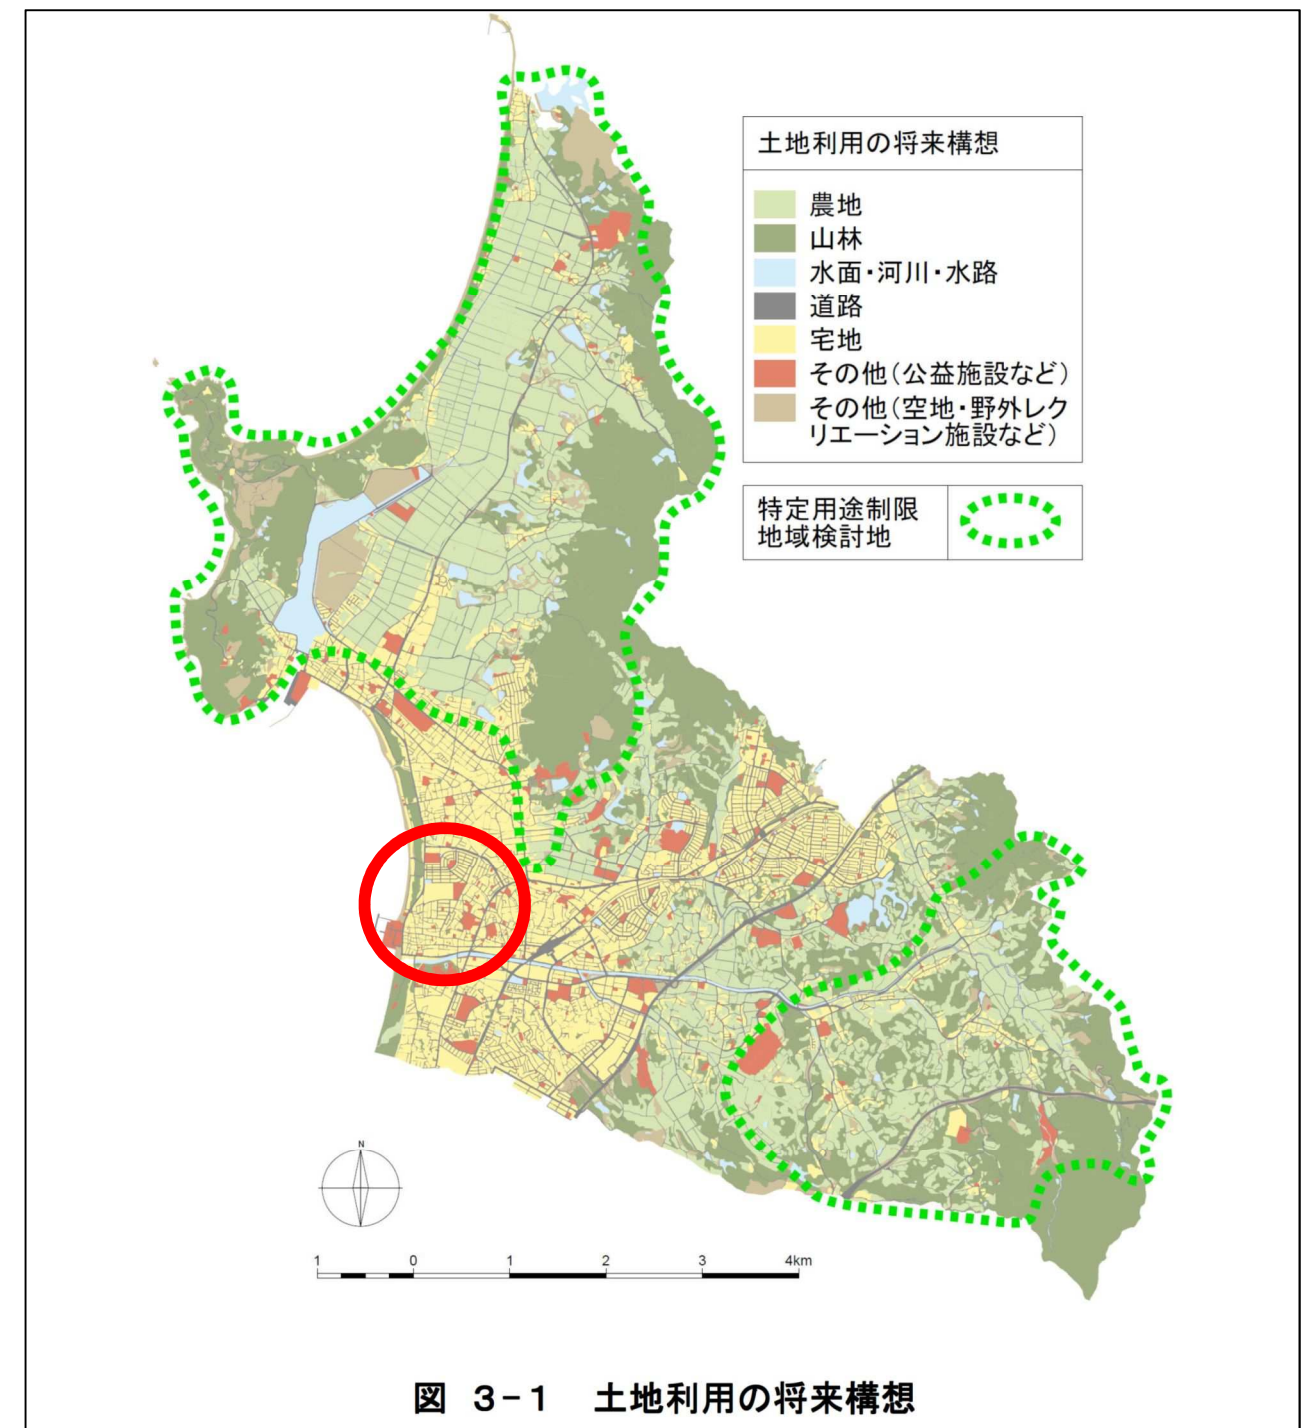 土地利用の将来構想
農地
山林
水面・河川・水路
道路
宅地
その他（公益施設など）
その他（空地・野外レク
リエーション施設など）
特定用途制限
地域検討地
N
1 0 1 2 3 4km
図 3-1 土地利用の将来構想